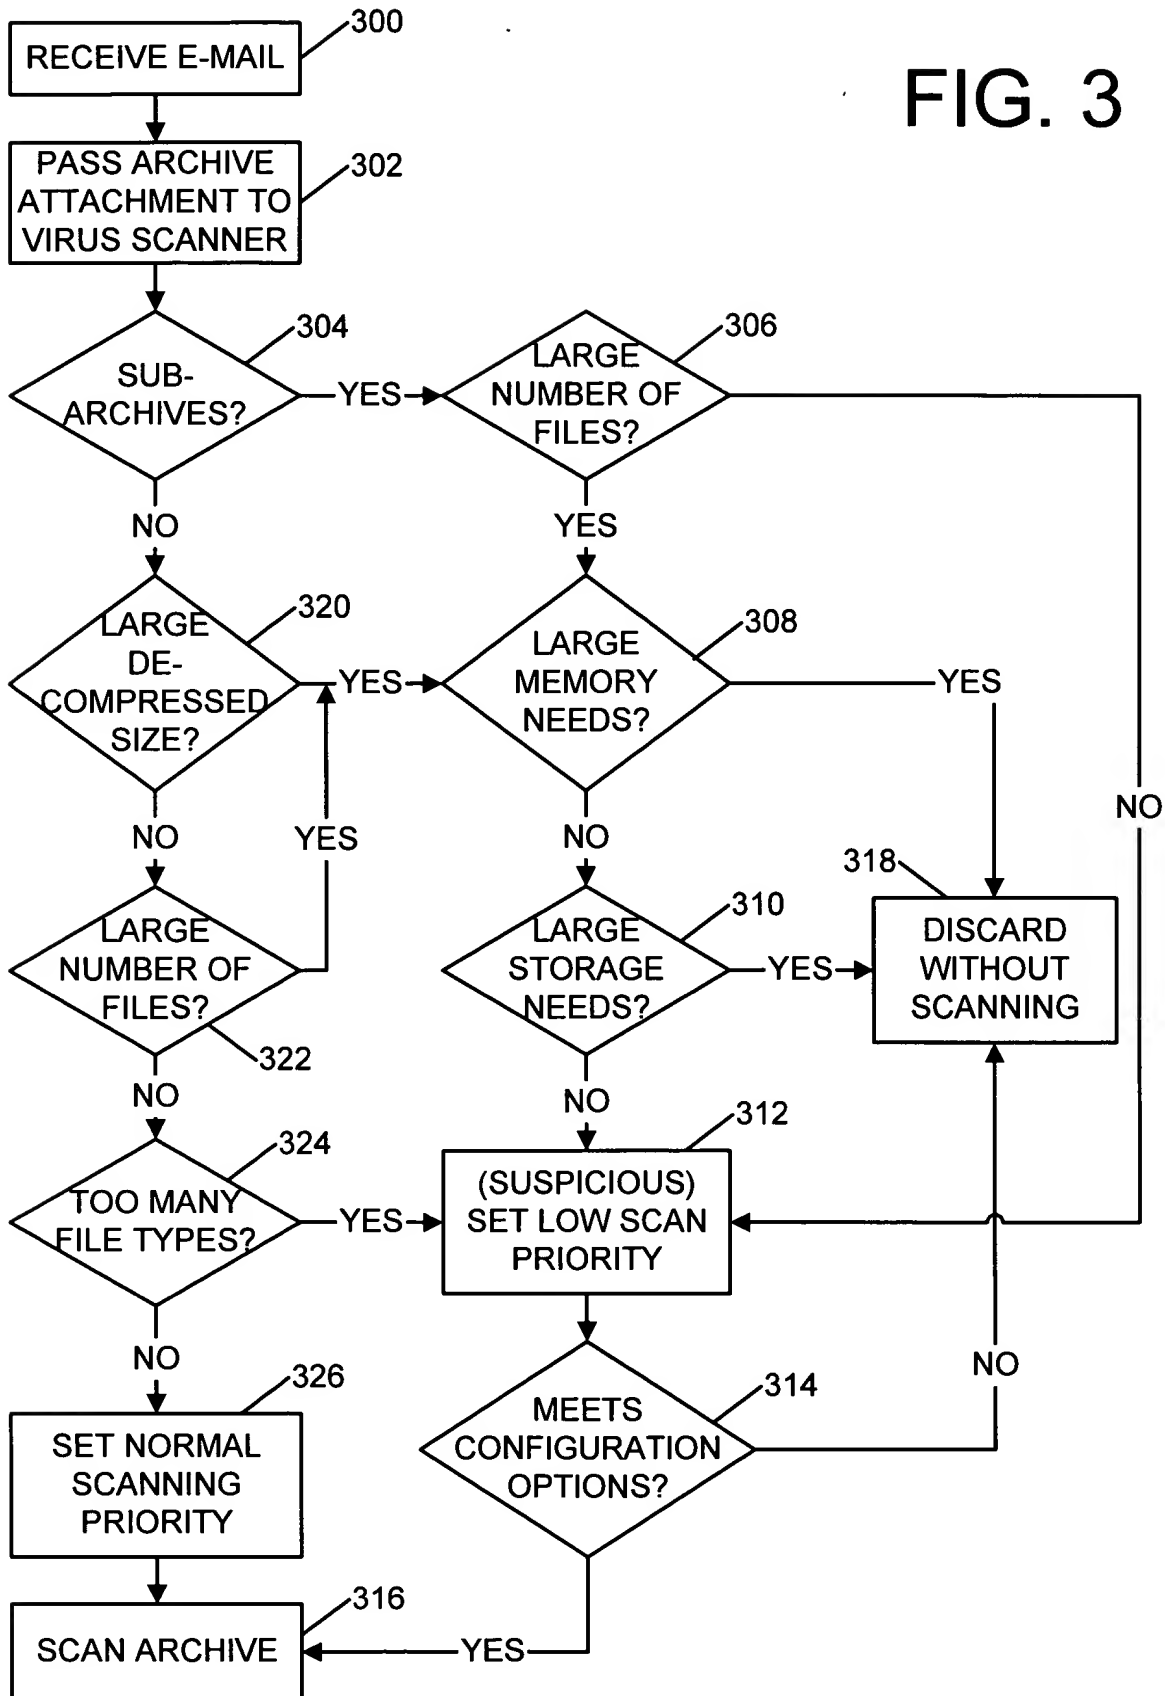 FIG. 3
300
RECEIVE E-MAIL
302
PASS ARCHIVE
ATTACHMENT TO
VIRUS SCANNER
304
SUB-
ARCHIVES?
YES
306
LARGE
NUMBER OF
FILES?
NO
YES
NO
320
LARGE
DE-
COMPRESSED
SIZE?
YES
308
LARGE
MEMORY
NEEDS?
YES
NO
YES
NO
318
DISCARD
WITHOUT
SCANNING
322
LARGE
NUMBER OF
FILES?
310
LARGE
STORAGE
NEEDS?
YES
NO
NO
324
TOO MANY
FILE TYPES?
YES
312
(SUSPICIOUS)
SET LOW SCAN
PRIORITY
NO
326
SET NORMAL
SCANNING
PRIORITY
314
MEETS
CONFIGURATION
OPTIONS?
NO
316
SCAN ARCHIVE
YES